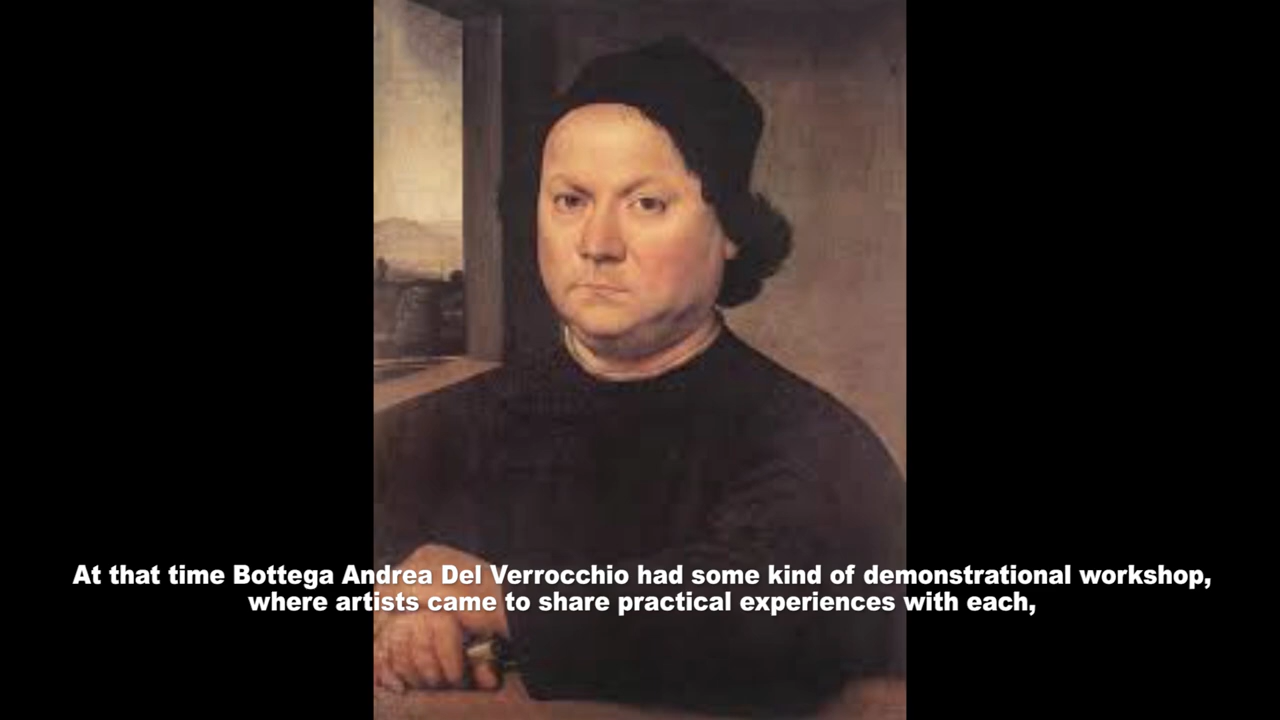 At that time Bottega Andrea Del Verrocchio had some kind of demonstrational workshop,
where artists came to share practical experiences with each,